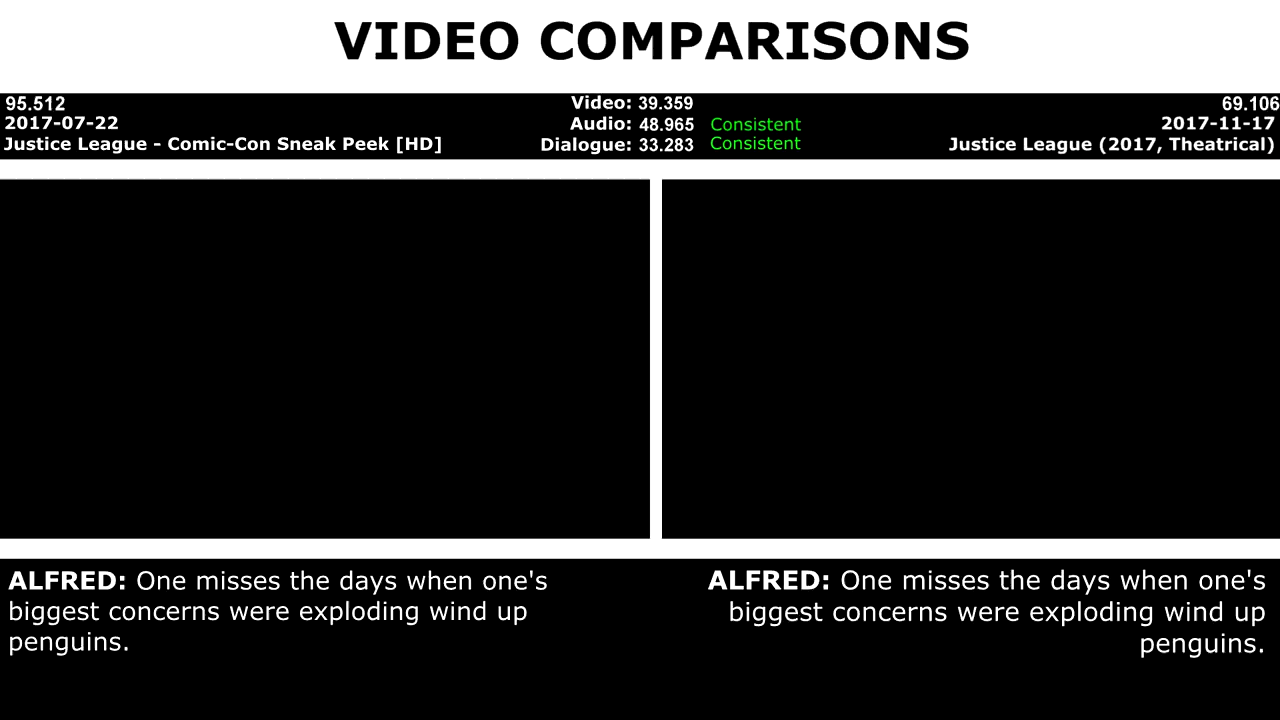 VIDEO COMPARISONS
95.512
2017-07-22
Justice League - Comic-Con Sneak Peek [HD]
Video: 39.359
Audio: 48.965 Consistent
Dialogue: 33.283 Consistent
69.106
2017-11-17
Justice League (2017, Theatrical)
ALFRED: One misses the days when one's
biggest concerns were exploding wind up
penguins.
ALFRED: One misses the days when one's
biggest concerns were exploding wind up
penguins.